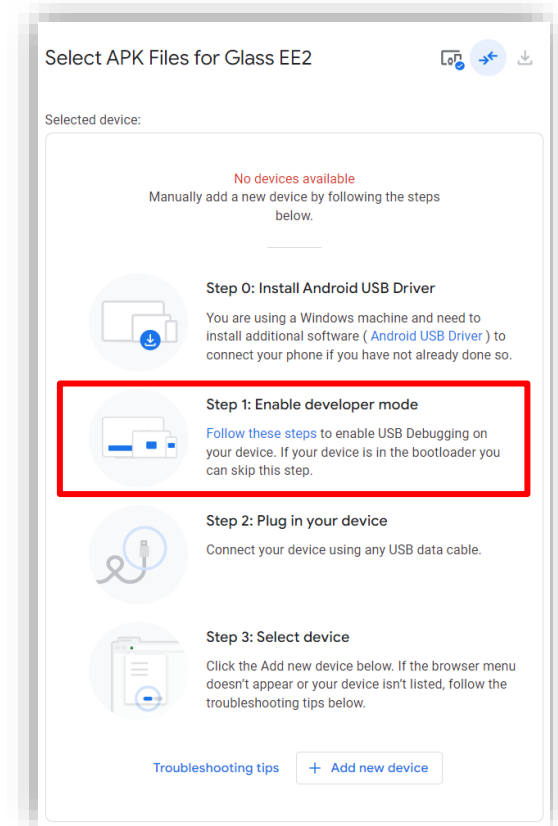 Select APK Files for Glass EE2
Selected device:
No devices available
Manually add a new device by following the steps
below.
Step 0: Install Android USB Driver
You are using a Windows machine and need to
install additional software ( Android USB Driver ) to
connect your phone if you have not already done so.
Step 1: Enable developer mode
Follow these steps to enable USB Debugging on
your device. If your device is in the bootloader you
can skip this step.
Step 2: Plug in your device
Connect your device using any USB data cable.
Step 3: Select device
Click the Add new device below. If the browser menu
doesn't appear or your device isn't listed, follow the
troubleshooting tips below.
Troubleshooting tips + Add new device